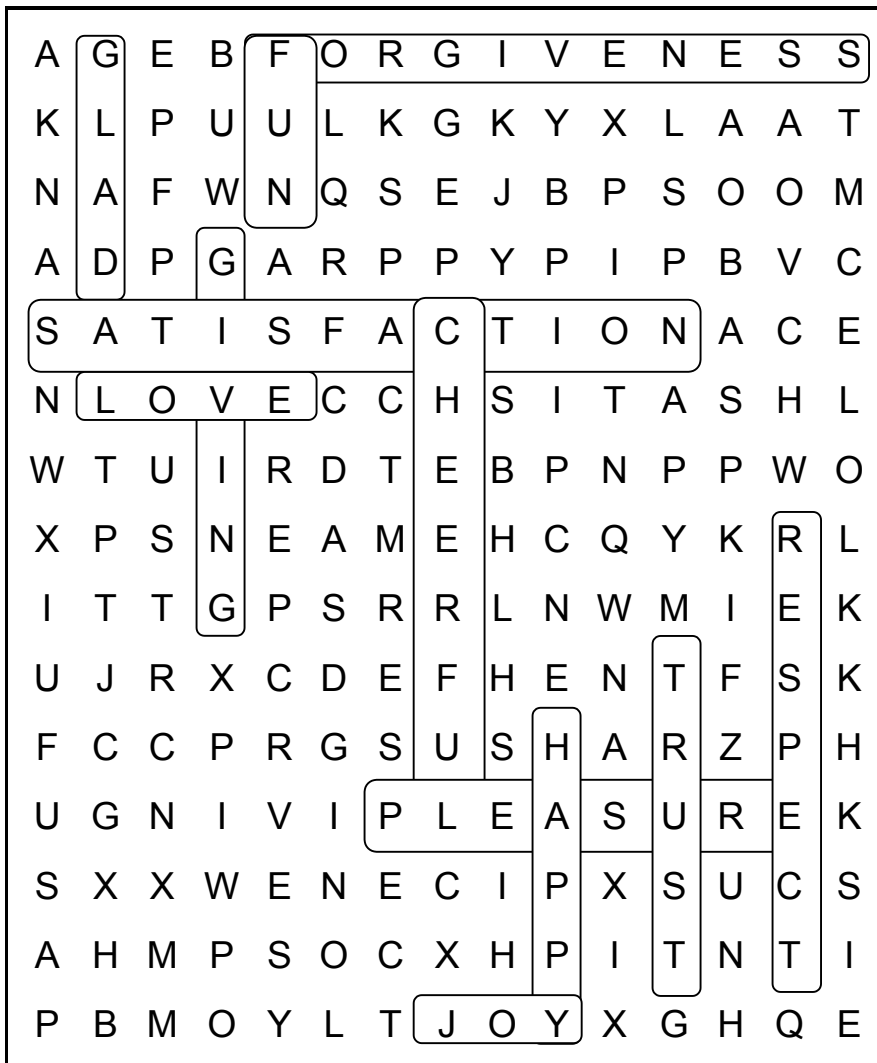 A G E B F O R G I V E N E S S
K L P U U L K G K Y X L A A T
N A F W N Q S E J B P S O O M
A D P G A R P P Y P I P B V C
S A T I S F A C T I O N A C E
N L O V E C C H S I T A S H L
W T U I R D T E B P N P P W O
X P S N E A M E H C Q Y K R L
I T T G P S R R L N W M I E K
U J R X C D E F H E N T F S K
F C C P R G S U S H A R Z P H
U G N I V I P L E A S U R E K
S X X W E N E C I P X S U C S
A H M P S O C X H P I T N T I
P B M O Y L T J O Y X G H Q E